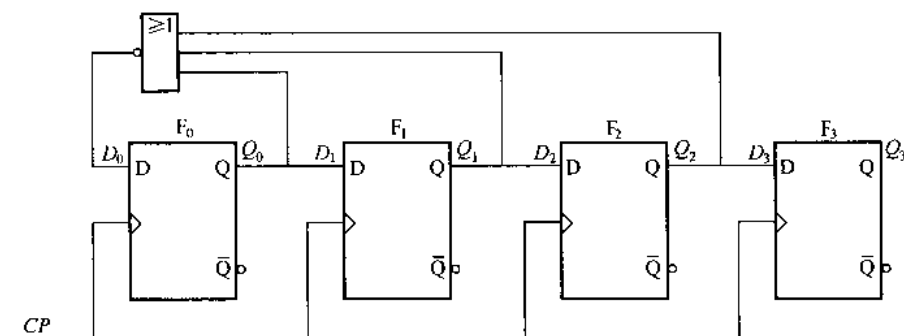 ≥1
F₀ F₁ F₂ F₃
D₀ Q₀ D₁ Q₁ D₂ Q₂ D₃ Q₃
D Q D Q D Q D Q
Q̅ Q̅ Q̅ Q̅
CP